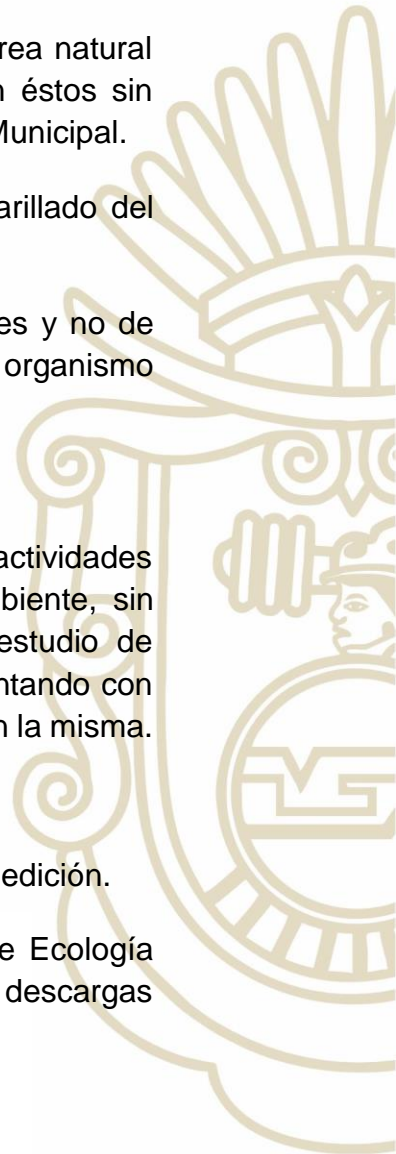 rea natural
n éstos sin
Municipal.
arillado del
es y no de
organismo
actividades
biente, sin
estudio de
ntando con
n la misma.
edición.
e Ecología
descargas